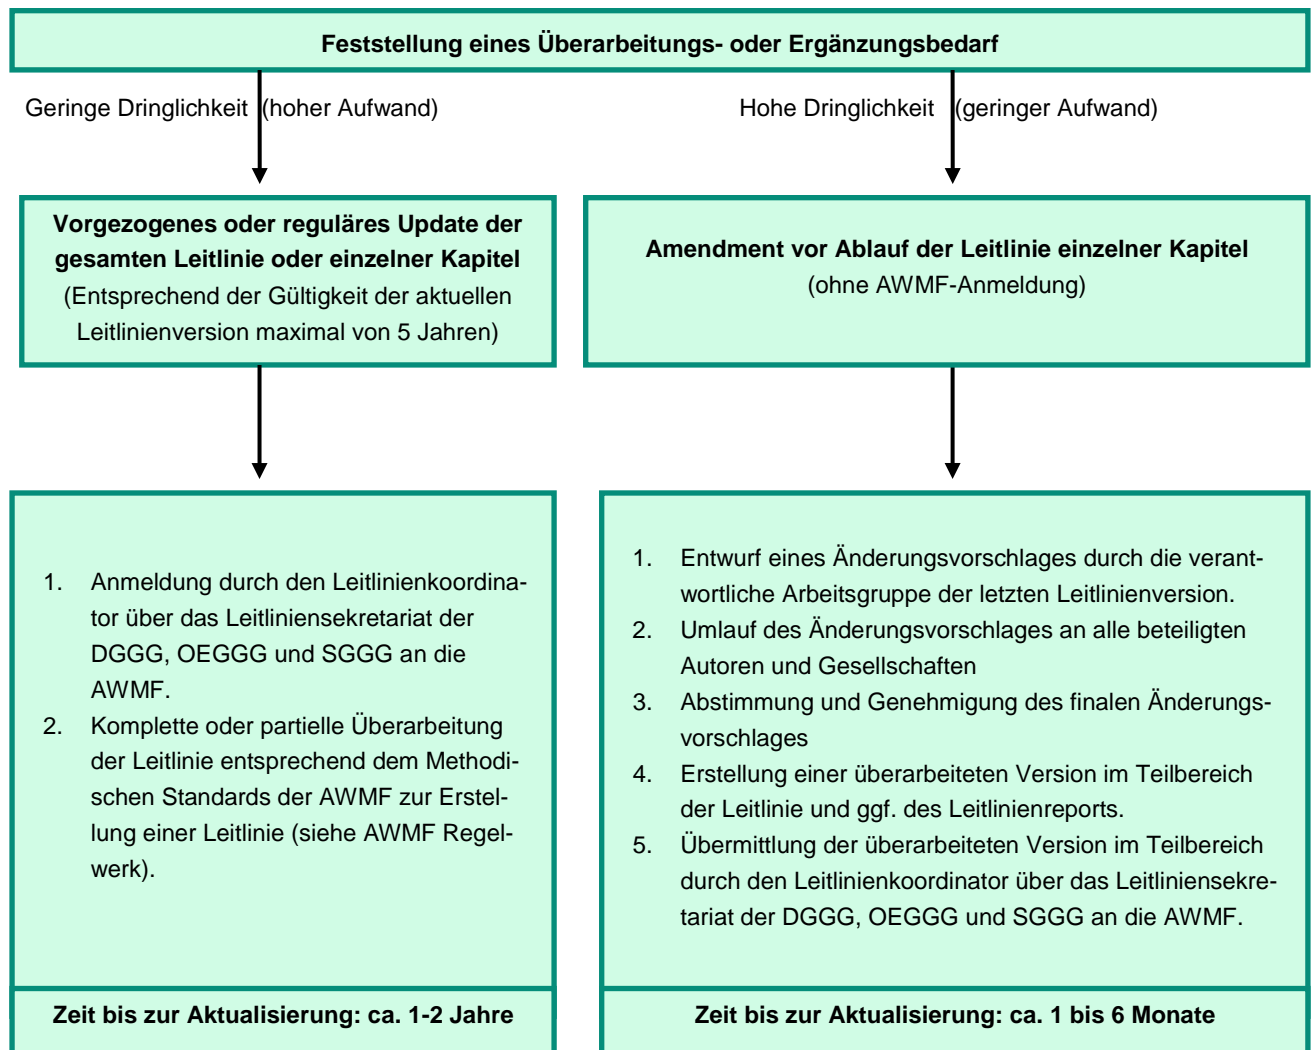 Feststellung eines Überarbeitungs- oder Ergänzungsbedarf
Geringe Dringlichkeit (hoher Aufwand)
Hohe Dringlichkeit (geringer Aufwand)
Vorgezogenes oder reguläres Update der
gesamten Leitlinie oder einzelner Kapitel
(Entsprechend der Gültigkeit der aktuellen
Leitlinienversion maximal von 5 Jahren)
Amendment vor Ablauf der Leitlinie einzelner Kapitel
(ohne AWMF-Anmeldung)
1. Anmeldung durch den Leitlinienkoordina-
tor über das Leitliniensekretariat der
DGGG, OEGGG und SGGG an die
AWMF.
2. Komplette oder partielle Überarbeitung
der Leitlinie entsprechend dem Methodi-
schen Standards der AWMF zur Erstel-
lung einer Leitlinie (siehe AWMF Regel-
werk).
Zeit bis zur Aktualisierung: ca. 1-2 Jahre
1. Entwurf eines Änderungsvorschlages durch die verant-
wortliche Arbeitsgruppe der letzten Leitlinienversion.
2. Umlauf des Änderungsvorschlages an alle beteiligten
Autoren und Gesellschaften
3. Abstimmung und Genehmigung des finalen Änderungs-
vorschlages
4. Erstellung einer überarbeiteten Version im Teilbereich
der Leitlinie und ggf. des Leitlinienreports.
5. Übermittlung der überarbeiteten Version im Teilbereich
durch den Leitlinienkoordinator über das Leitliniensekre-
tariat der DGGG, OEGGG und SGGG an die AWMF.
Zeit bis zur Aktualisierung: ca. 1 bis 6 Monate